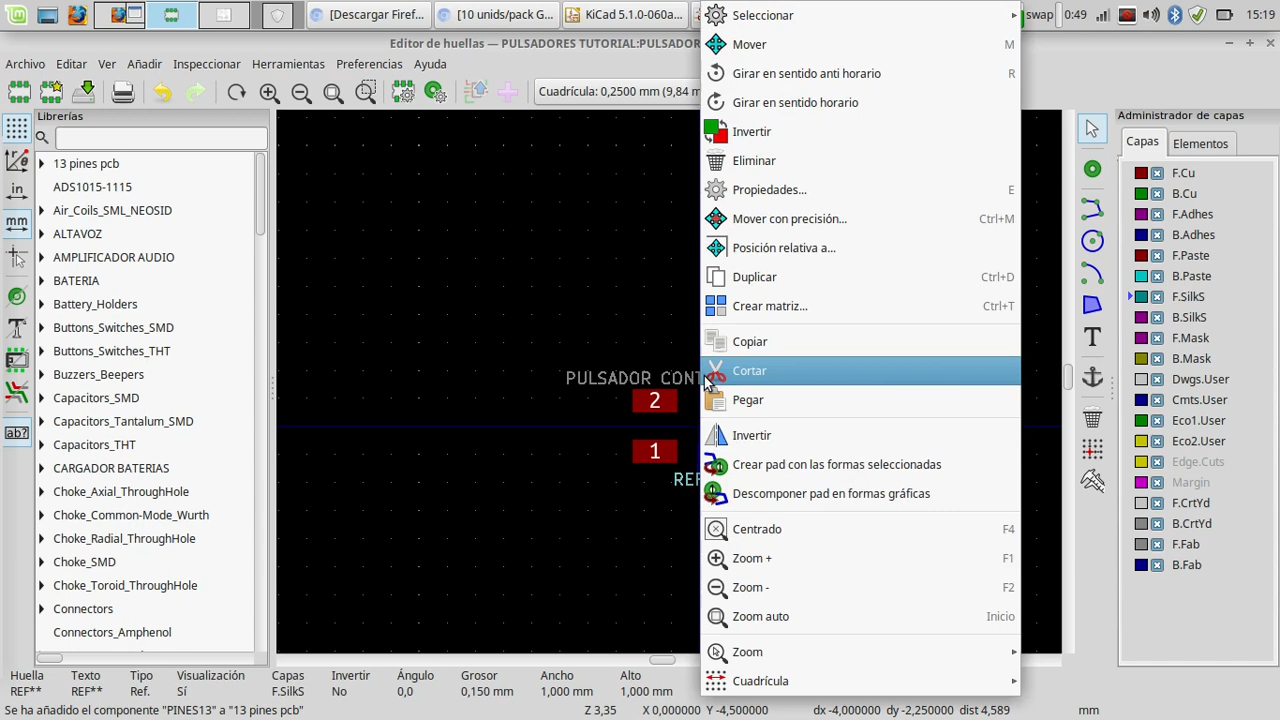 [Descargar Firef...
[10 unids/pack G...
KiCad 5.1.0-060a...
swap
0:49
15:19
Editor de huellas — PULSADORES TUTORIAL:PULSADOR
Archivo
Editar
Ver
Añadir
Inspeccionar
Herramientas
Preferencias
Ayuda
Cuadrícula: 0,2500 mm (9,84 m
Librerías
13 pines pcb
ADS1015-1115
Air_Coils_SML_NEOSID
ALTAVOZ
AMPLIFICADOR AUDIO
BATERIA
Battery_Holders
Buttons_Switches_SMD
Buttons_Switches_THT
Buzzers_Beepers
Capacitors_SMD
Capacitors_Tantalum_SMD
Capacitors_THT
CARGADOR BATERIAS
Choke_Axial_ThroughHole
Choke_Common-Mode_Wurth
Choke_Radial_ThroughHole
Choke_SMD
Choke_Toroid_ThroughHole
Connectors
Connectors_Amphenol
in
mm
ab?
PULSADOR CONT
2
1
REF
Seleccionar
Mover M
Girar en sentido anti horario R
Girar en sentido horario
Invertir
Eliminar
Propiedades... E
Mover con precisión... Ctrl+M
Posición relativa a...
Duplicar Ctrl+D
Crear matriz... Ctrl+T
Copiar
Cortar
Pegar
Invertir
Crear pad con las formas seleccionadas
Descomponer pad en formas gráficas
Centrado F4
Zoom + F1
Zoom - F2
Zoom auto Inicio
Zoom
Cuadrícula
Administrador de capas
Capas
Elementos
F.Cu
B.Cu
F.Adhes
B.Adhes
F.Paste
B.Paste
F.SilkS
B.SilkS
F.Mask
B.Mask
Dwgs.User
Cmts.User
Eco1.User
Eco2.User
Edge.Cuts
Margin
F.CrtYd
B.CrtYd
F.Fab
B.Fab
Huella Texto Tipo Visualización Capas Invertir Ángulo Grosor Ancho Alto
REF** REF** Ref. Sí F.SilkS No 0,0 0,150 mm 1,000 mm 1,000 mm
Se ha añadido el componente "PINES13" a "13 pines pcb"
Z 3,35
X 0,000000 Y -4,500000
dx -4,000000 dy -2,250000 dist 4,589
mm